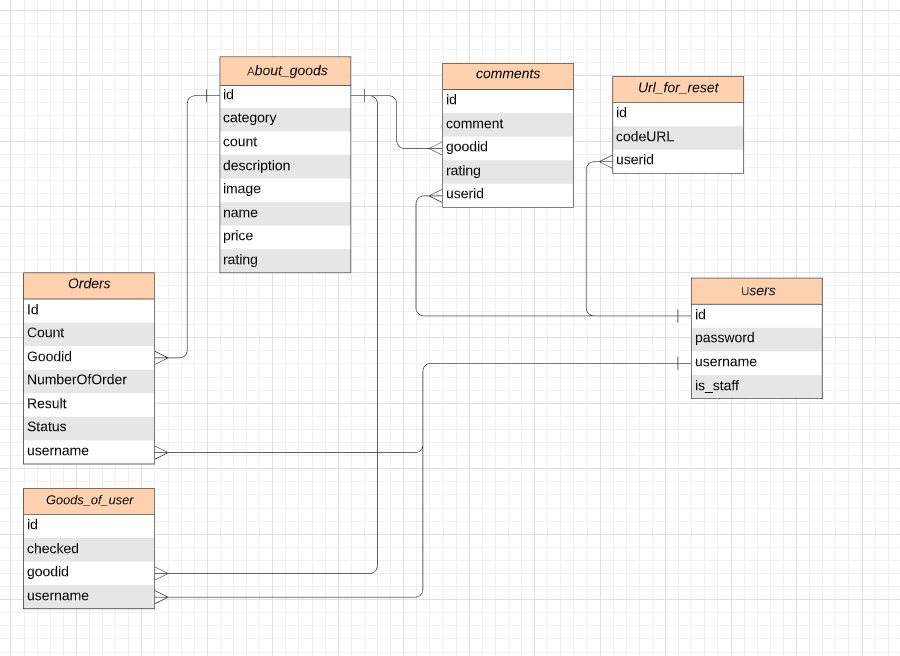 About_goods
id
category
count
description
image
name
price
rating
comments
id
comment
goodid
rating
userid
Url_for_reset
id
codeURL
userid
Orders
Id
Count
Goodid
NumberOfOrder
Result
Status
username
Users
id
password
username
is_staff
Goods_of_user
id
checked
goodid
username